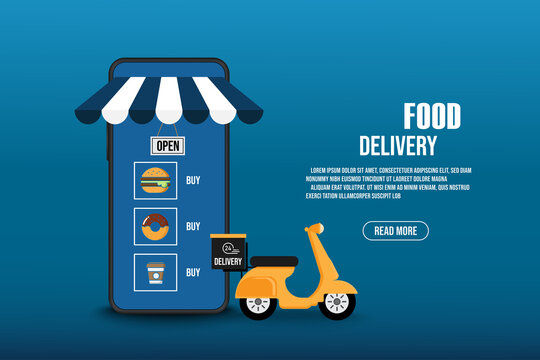 OPEN
BUY
BUY
BUY
24
DELIVERY
FOOD
DELIVERY
LOREM IPSUM DOLOR SIT AMET, CONSECTETUER ADIPISCING
ELIT, SED DIAM NONUMMY NIBH EUISMOD TINCIDUNT UT
LAOREET DOLORE MAGNA ALIQUAM ERAT VOLUTPAT. UT WISI
ENIM AD MINIM VENIAM, QUIS NOSTRUD EXERCI TATION
ULLAMCORPER SUSCIPIT LOB
READ MORE